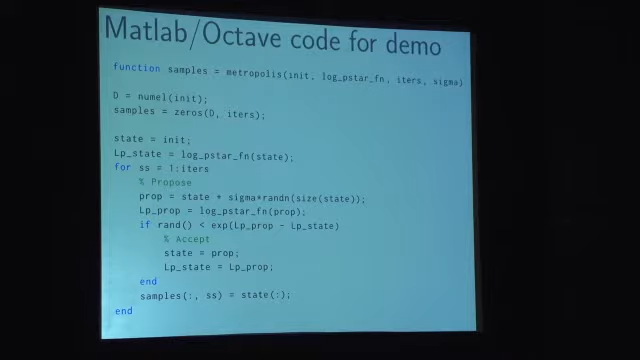 Matlab/Octave code for demo
function samples = metropolis(init, log_pstar_fn, iters, sigma)
D = numel(init);
samples = zeros(D, iters);
state = init;
Lp_state = log_pstar_fn(state);
for ss = 1:iters
% Propose
prop = state + sigma*randn(size(state));
Lp_prop = log_pstar_fn(prop);
if rand() < exp(Lp_prop - Lp_state)
% Accept
state = prop;
Lp_state = Lp_prop;
end
samples(:, ss) = state(:);
end